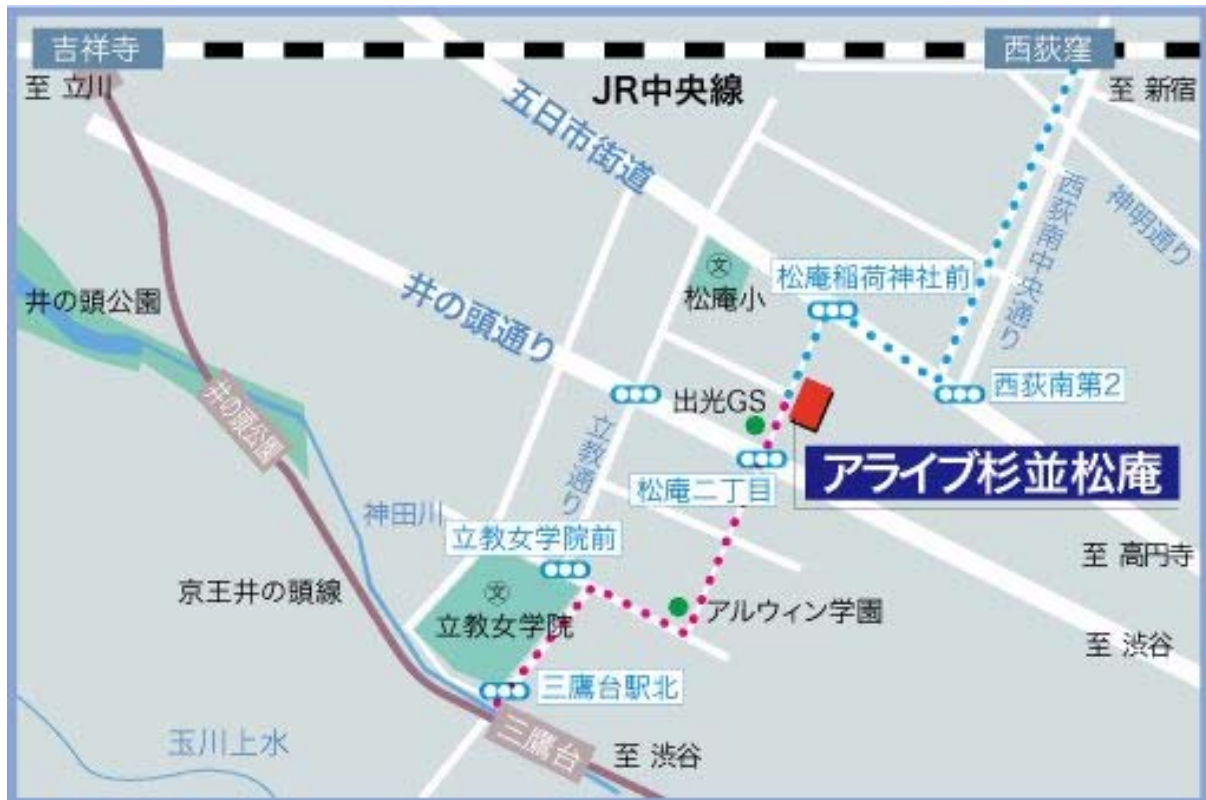 吉祥寺
西荻窪
至 立川
JR中央線
至 新宿
五日市街道
神明通り
西荻南中央通り
文
松庵小
松庵稲荷神社前
井の頭公園
井の頭通り
西荻南第2
出光GS
井の頭公園
立教通り
アライブ杉並松庵
松庵二丁目
神田川
立教女学院前
至 高円寺
京王井の頭線
文
立教女学院
アルウィン学園
至 渋谷
三鷹台駅北
玉川上水
三鷹台
至 渋谷